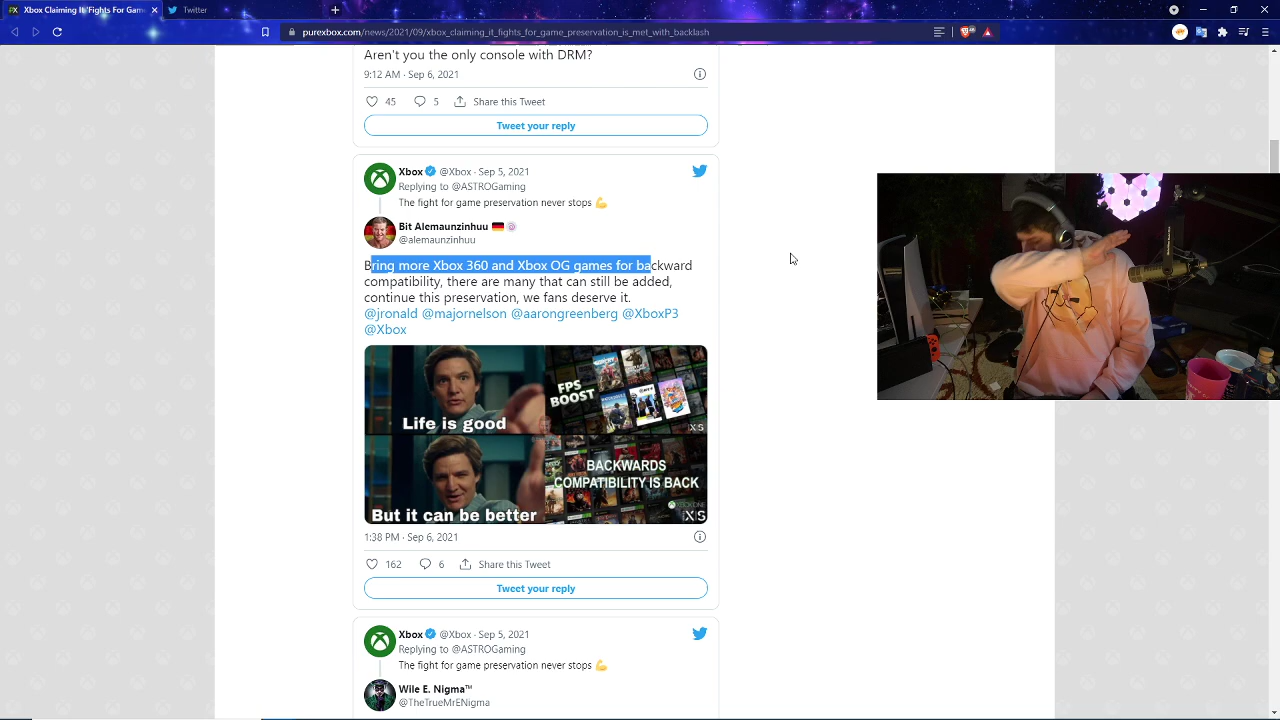 Xbox Claiming It 'Fights For Gam
Twitter
purexbox.com/news/2021/09/xbox_claiming_it_fights_for_game_preservation_is_met_with_backlash
Aren't you the only console with DRM?
9:12 AM · Sep 6, 2021
45 5 Share this Tweet
Tweet your reply
Xbox @Xbox · Sep 5, 2021
Replying to @ASTROGaming
The fight for game preservation never stops 💪
Bit Alemaunzinhuu
@alemaunzinhuu
Bring more Xbox 360 and Xbox OG games for backward
compatibility, there are many that can still be added,
continue this preservation, we fans deserve it.
@jronald @majornelson @aarongreenberg @XboxP3
@Xbox
FPS
BOOST
Life is good
X|S
BACKWARDS
COMPATIBILITY IS BACK
But it can be better
XBOX ONE
X|S
1:38 PM · Sep 6, 2021
162 6 Share this Tweet
Tweet your reply
Xbox @Xbox · Sep 5, 2021
Replying to @ASTROGaming
The fight for game preservation never stops 💪
Wile E. Nigma™
@TheTrueMrENigma